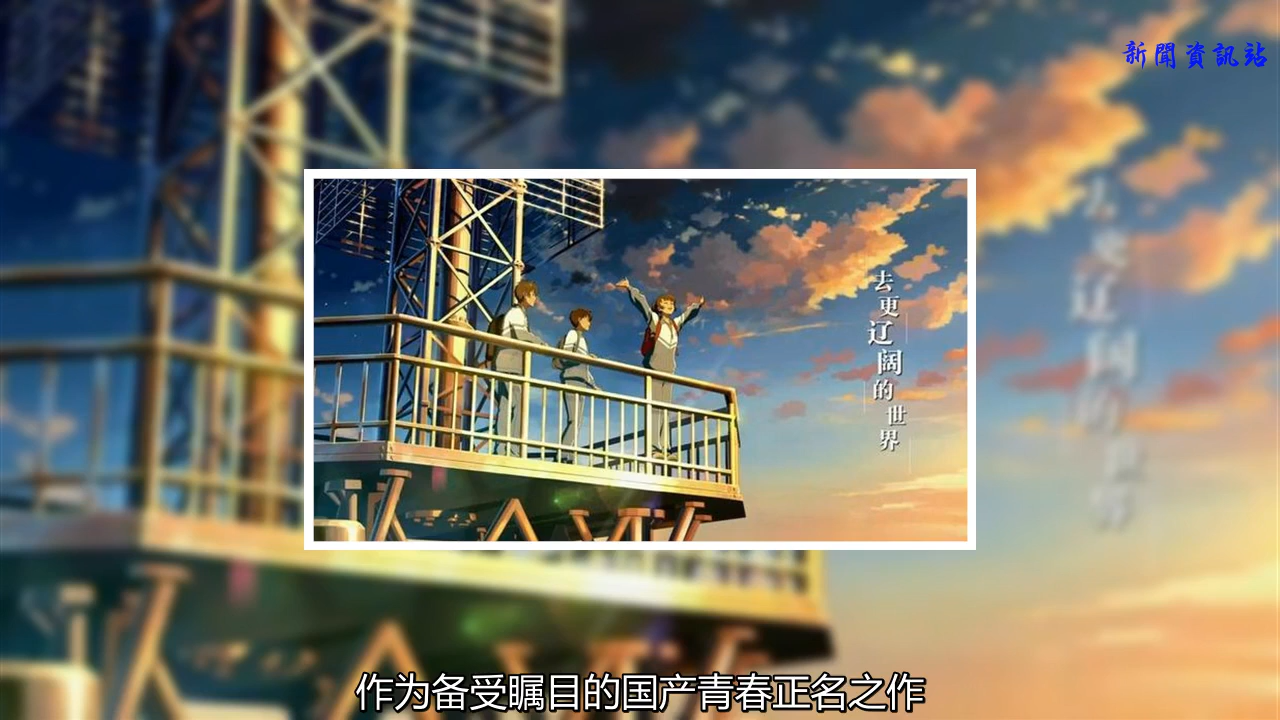 新聞資訊站
去更辽阔的世界
作为备受瞩目的国产青春正名之作